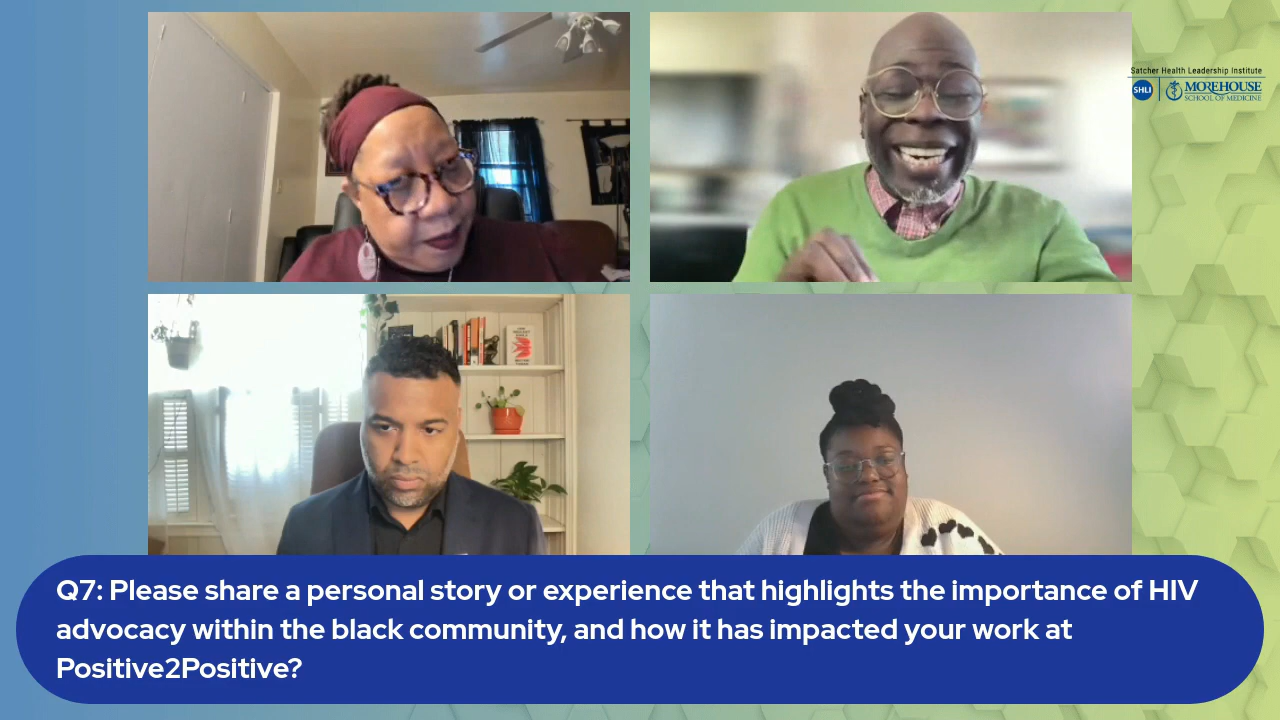 Satcher Health Leadership Institute
SHLI
MOREHOUSE
SCHOOL OF MEDICINE
Q7: Please share a personal story or experience that highlights the importance of HIV
advocacy within the black community, and how it has impacted your work at
Positive2Positive?